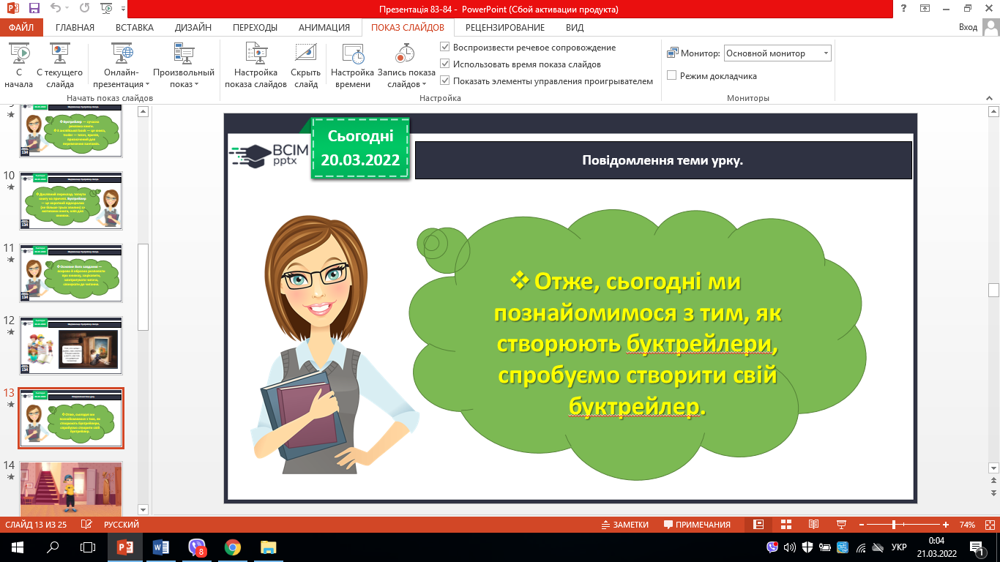 Презентація 83-84 - PowerPoint (Сбой активации продукта)
ФАЙЛ ГЛАВНАЯ ВСТАВКА ДИЗАЙН ПЕРЕХОДЫ АНИМАЦИЯ ПОКАЗ СЛАЙДОВ РЕЦЕНЗИРОВАНИЕ ВИД Вход
С начала
С текущего слайда
Онлайн-презентация
Произвольный показ
Начать показ слайдов
Настройка показа слайдов
Скрыть слайд
Настройка времени
Запись показа слайдов
Воспроизвести речевое сопровождение
Использовать время показа слайдов
Показать элементы управления проигрывателем
Настройка
Монитор: Основной монитор
Режим докладчика
Мониторы
10
11
12
13
14
ВСІМ
pptx
Сьогодні
20.03.2022
Повідомлення теми урку.
❖ Отже, сьогодні ми
познайомимося з тим, як
створюють буктрейлери,
спробуємо створити свій
буктрейлер.
СЛАЙД 13 ИЗ 25 РУССКИЙ ЗАМЕТКИ ПРИМЕЧАНИЯ 74%
8
УКР
0:04
21.03.2022
1